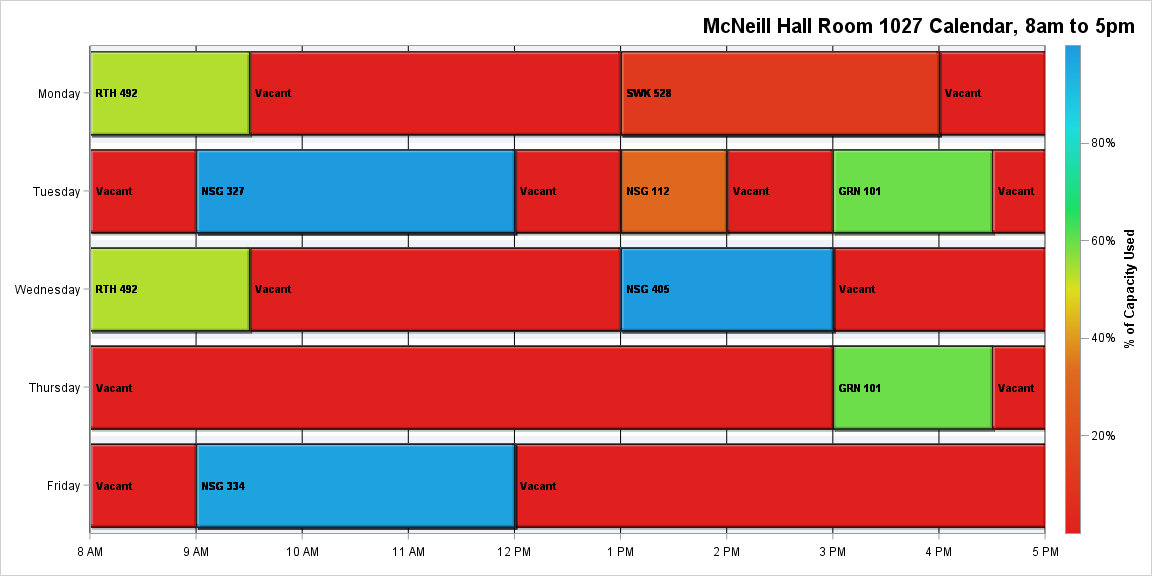 McNeill Hall Room 1027 Calendar, 8am to 5pm
Monday
RTH 492
Vacant
SWK 528
Vacant
Tuesday
Vacant
NSG 327
Vacant
NSG 112
Vacant
GRN 101
Vacant
Wednesday
RTH 492
Vacant
NSG 405
Vacant
Thursday
Vacant
GRN 101
Vacant
Friday
Vacant
NSG 334
Vacant
8 AM
9 AM
10 AM
11 AM
12 PM
1 PM
2 PM
3 PM
4 PM
5 PM
80%
60%
40%
20%
% of Capacity Used